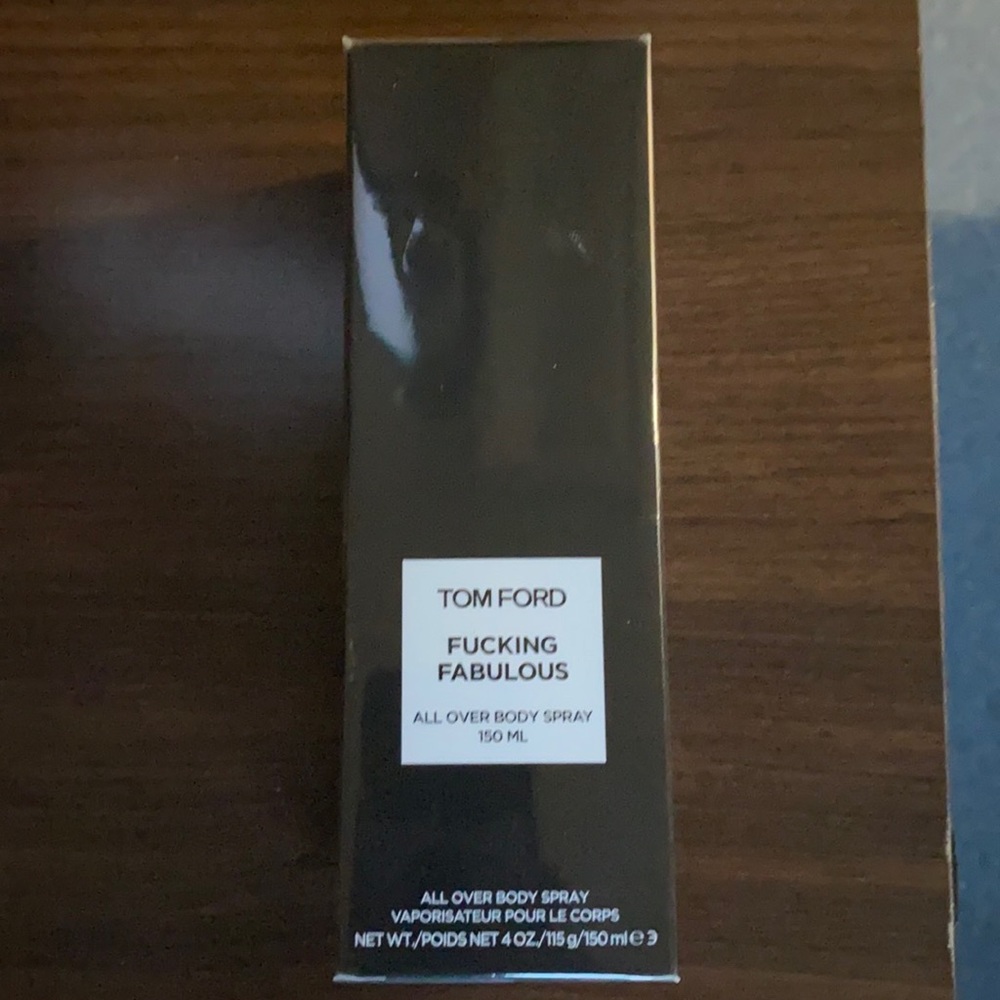 TOM FORD
FUCKING
FABULOUS
ALL OVER BODY SPRAY
150 ML
ALL OVER BODY SPRAY
VAPORISATEUR POUR LE CORPS
NET WT./POIDS NET 4 OZ./115 g/150 ml ℮ 3